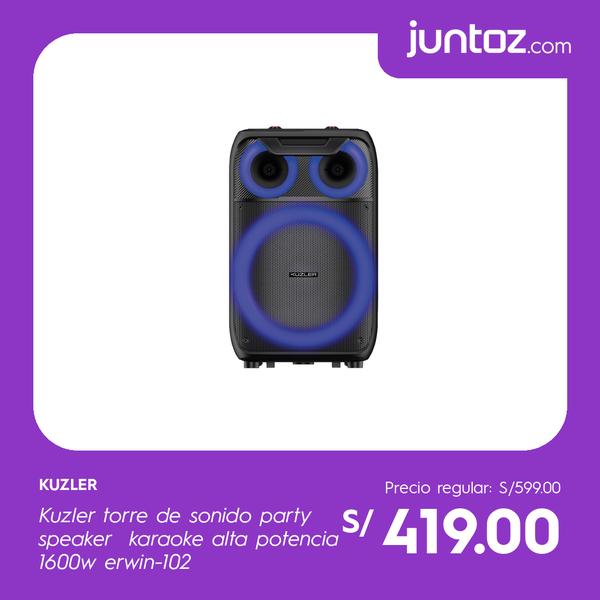 juntoz.com
KUZLER
KUZLER
Precio regular: S/599.00
Kuzler torre de sonido party
speaker karaoke alta potencia
1600w erwin-102
S/ 419.00